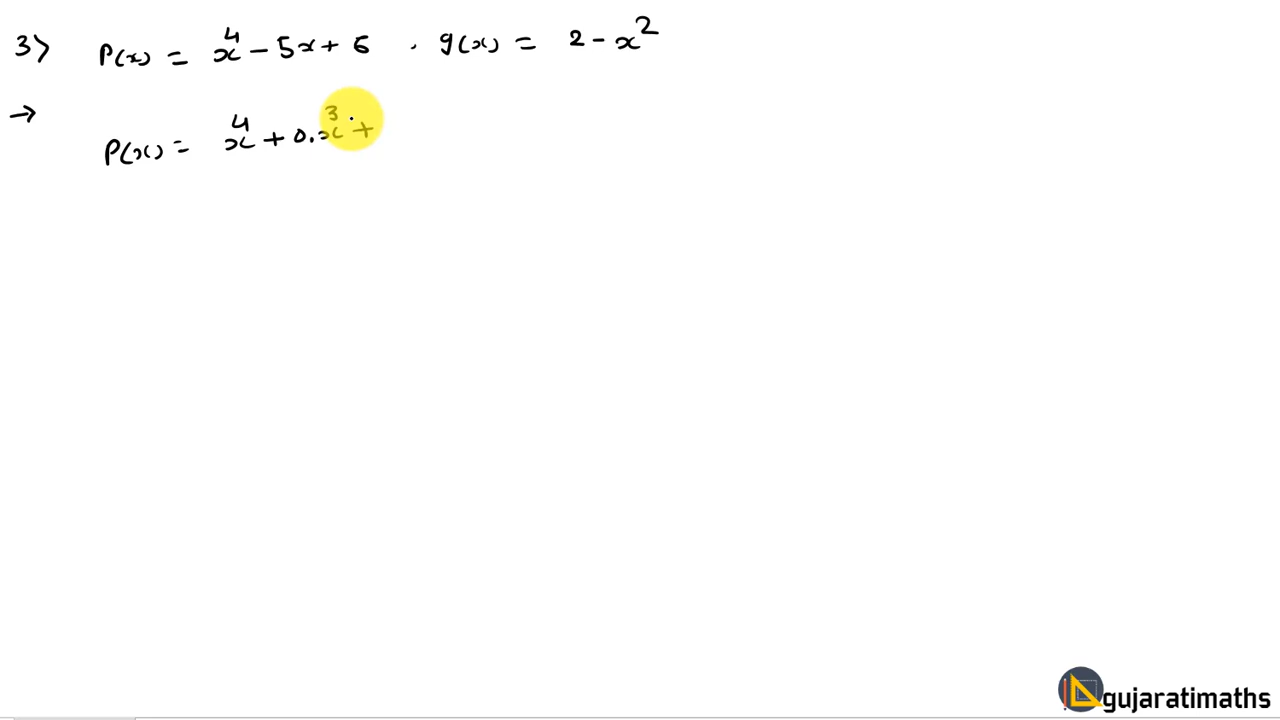 3> P(x) = x⁴ - 5x + 6 , g(x) = 2 - x²
→ P(x) = x⁴ + 0.x³ +
gujaratimaths